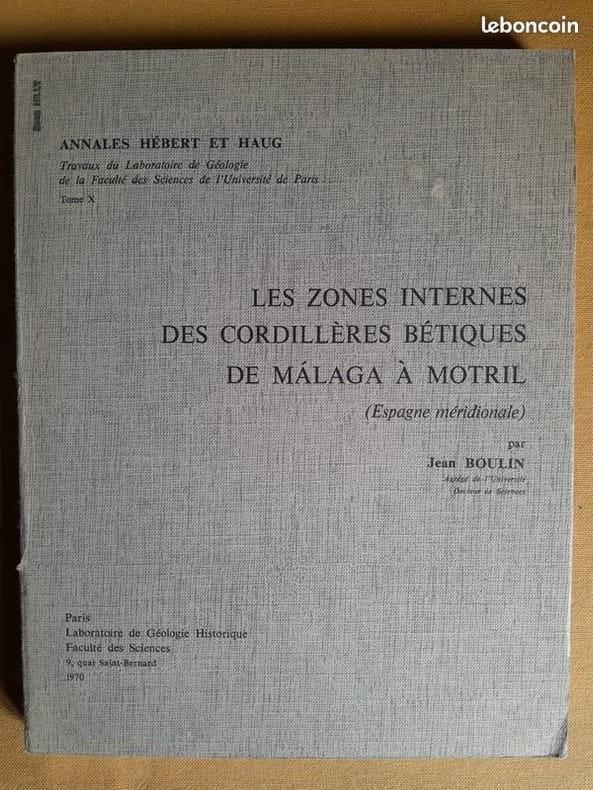 leboncoin
Jean HILLY
ANNALES HÉBERT ET HAUG
Travaux du Laboratoire de Géologie
de la Faculté des Sciences de l'Université de Paris
Tome X
LES ZONES INTERNES
DES CORDILLÈRES BÉTIQUES
DE MÁLAGA À MOTRIL
(Espagne méridionale)
par
Jean BOULIN
Agrégé de l'Université
Docteur ès Sciences
Paris
Laboratoire de Géologie Historique
Faculté des Sciences
9, quai Saint-Bernard
1970